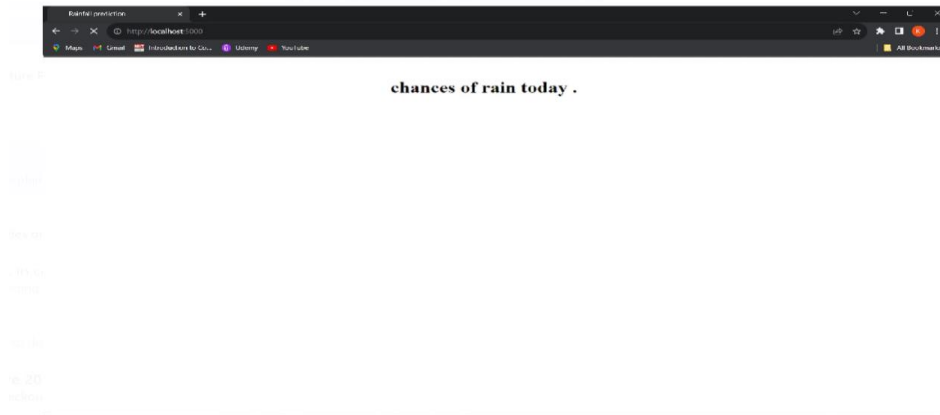 Rainfall prediction
http://localhost:5000
Maps Gmail Introduction to Co... Udemy YouTube
All Bookmarks
chances of rain today .